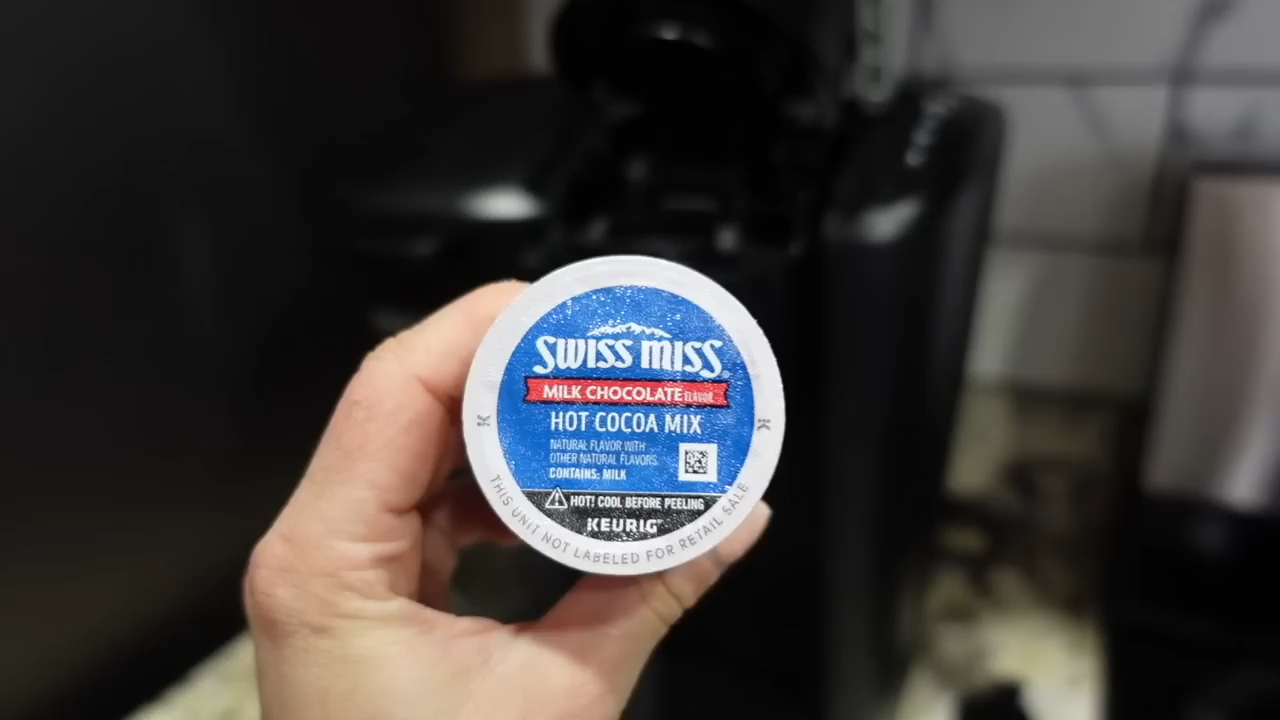 SWISS MISS
MILK CHOCOLATE FLAVOR
HOT COCOA MIX
NATURAL FLAVOR WITH
OTHER NATURAL FLAVORS
CONTAINS: MILK
HOT! COOL BEFORE PEELING
KEURIG
K
K
THIS UNIT NOT LABELED FOR RETAIL SALE